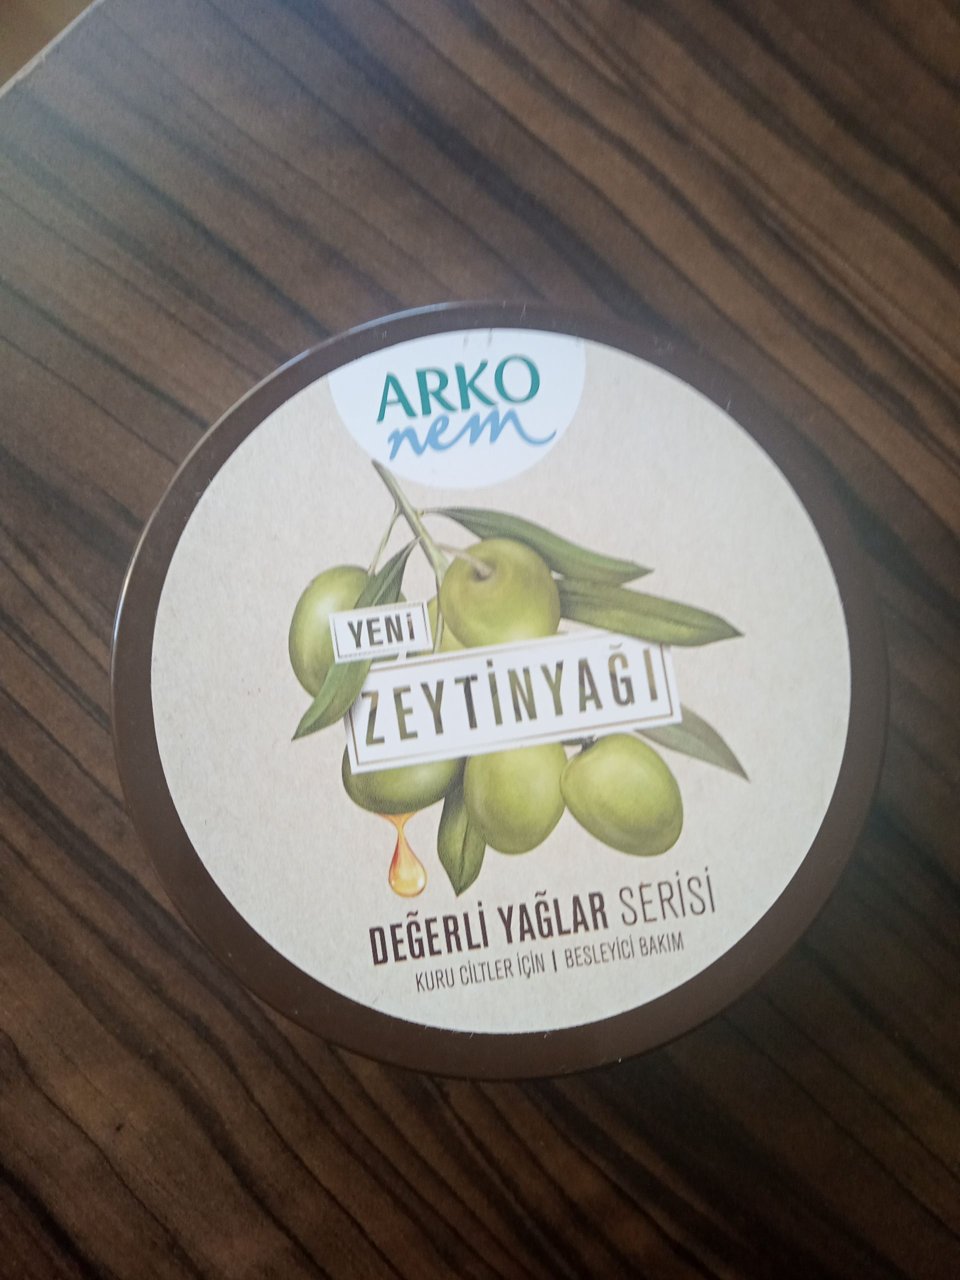 ARKO
nem
YENİ
ZEYTİNYAĞI
DEĞERLİ YAĞLAR SERİSİ
KURU CİLTLER İÇİN | BESLEYİCİ BAKIM